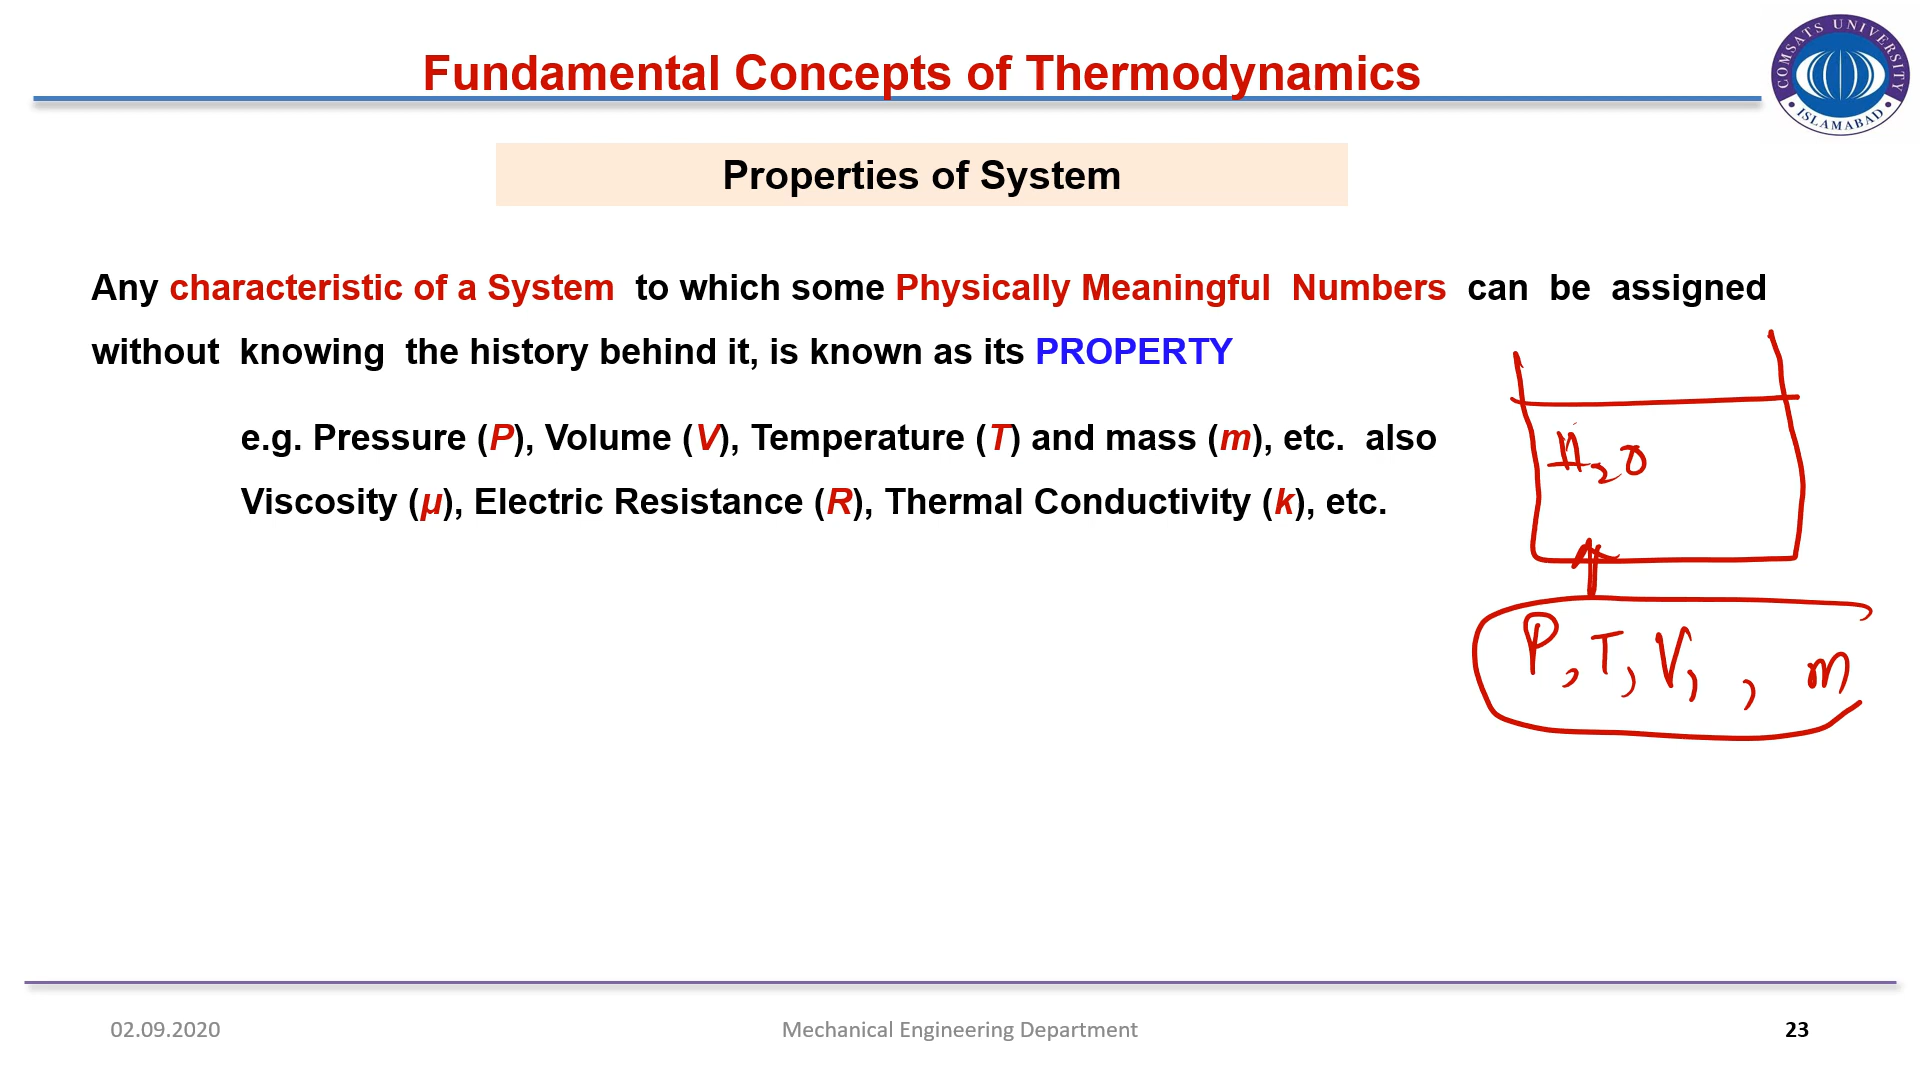 Fundamental Concepts of Thermodynamics
COMSATS UNIVERSITY
ISLAMABAD
Properties of System
Any characteristic of a System to which some Physically Meaningful Numbers can be assigned
without knowing the history behind it, is known as its PROPERTY
e.g. Pressure (P), Volume (V), Temperature (T) and mass (m), etc. also
Viscosity (μ), Electric Resistance (R), Thermal Conductivity (k), etc.
H2O
P, T, V, , m
02.09.2020
Mechanical Engineering Department
23